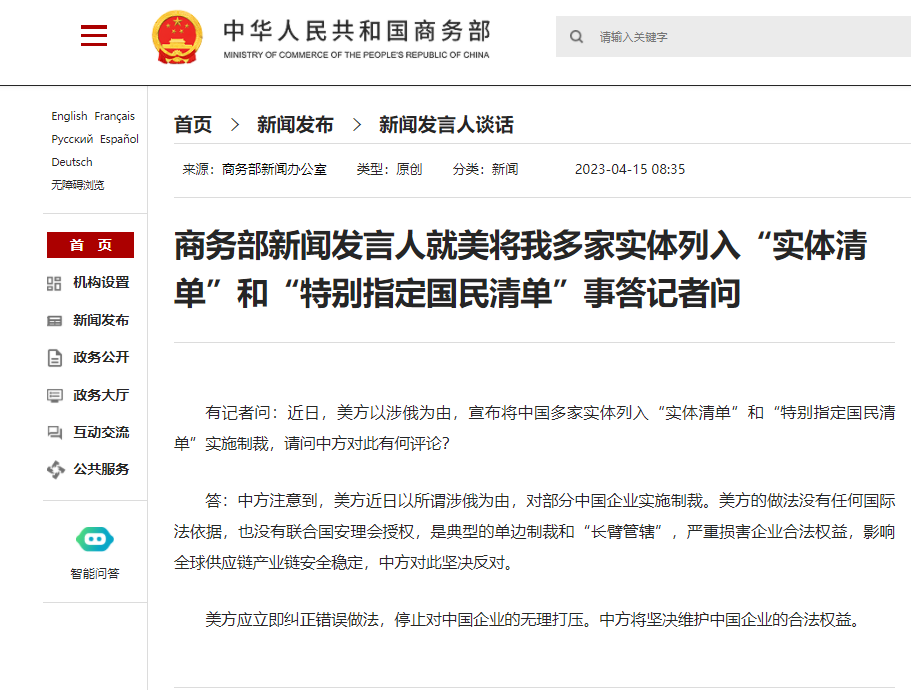 中华人民共和国商务部
MINISTRY OF COMMERCE OF THE PEOPLE'S REPUBLIC OF CHINA
请输入关键字
English Français
Русский Español
Deutsch
无障碍浏览
首 页
机构设置
新闻发布
政务公开
政务大厅
互动交流
公共服务
智能问答
首页 > 新闻发布 > 新闻发言人谈话
来源：商务部新闻办公室 类型：原创 分类：新闻 2023-04-15 08:35
商务部新闻发言人就美将我多家实体列入“实体清
单”和“特别指定国民清单”事答记者问
有记者问：近日，美方以涉俄为由，宣布将中国多家实体列入“实体清单”和“特别指定国民清
单”实施制裁，请问中方对此有何评论？
答：中方注意到，美方近日以所谓涉俄为由，对部分中国企业实施制裁。美方的做法没有任何国际
法依据，也没有联合国安理会授权，是典型的单边制裁和“长臂管辖”，严重损害企业合法权益，影响
全球供应链产业链安全稳定，中方对此坚决反对。
美方应立即纠正错误做法，停止对中国企业的无理打压。中方将坚决维护中国企业的合法权益。